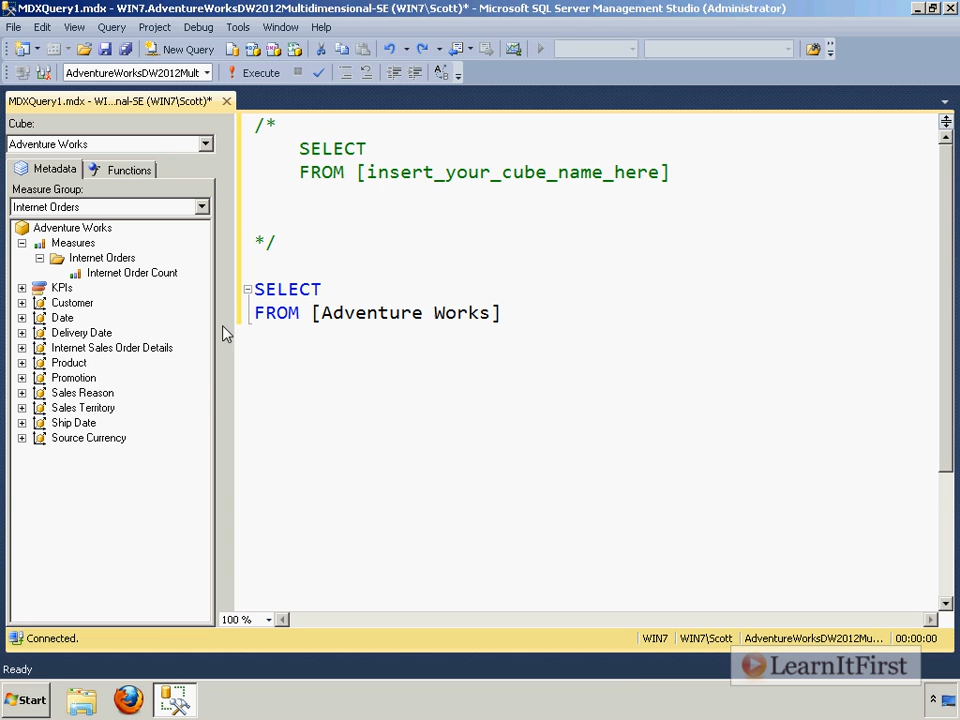 MDXQuery1.mdx - WIN7.AdventureWorksDW2012Multidimensional-SE (WIN7\Scott)* - Microsoft SQL Server Management Studio (Administrator)
File Edit View Query Project Debug Tools Window Help
New Query
AdventureWorksDW2012Mult Execute
MDXQuery1.mdx - WI...nal-SE (WIN7\Scott)*
Cube:
Adventure Works
Metadata Functions
Measure Group:
Internet Orders
Adventure Works
Measures
Internet Orders
Internet Order Count
KPIs
Customer
Date
Delivery Date
Internet Sales Order Details
Product
Promotion
Sales Reason
Sales Territory
Ship Date
Source Currency
/*
SELECT
FROM [insert_your_cube_name_here]
*/
SELECT
FROM [Adventure Works]
100 %
Connected. WIN7 WIN7\Scott AdventureWorksDW2012Mu... 00:00:00
Ready
LearnItFirst
Start